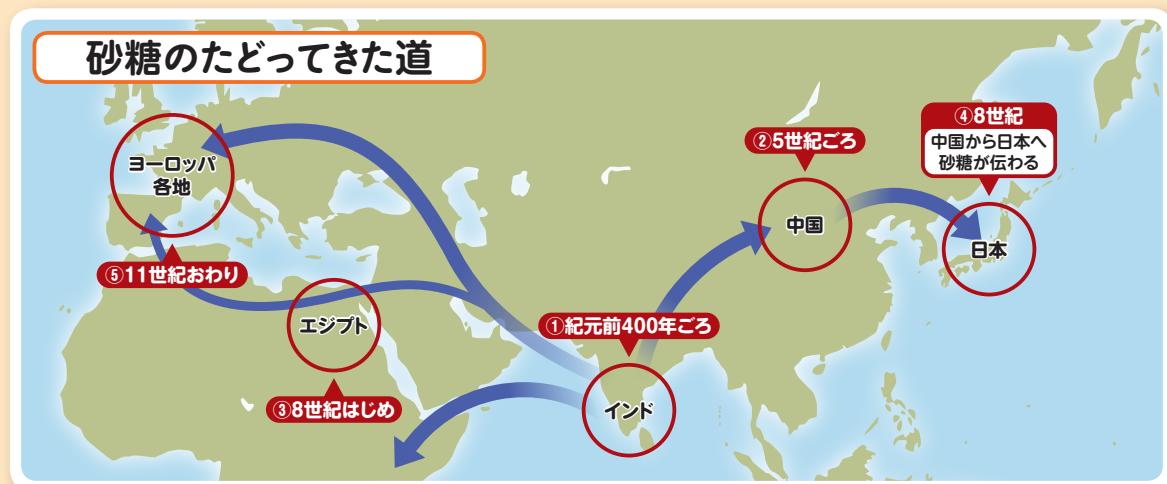 砂糖のたどってきた道
ヨーロッパ
各地
⑤11世紀おわり
エジプト
③8世紀はじめ
①紀元前400年ごろ
インド
②5世紀ごろ
中国
④8世紀
中国から日本へ
砂糖が伝わる
日本